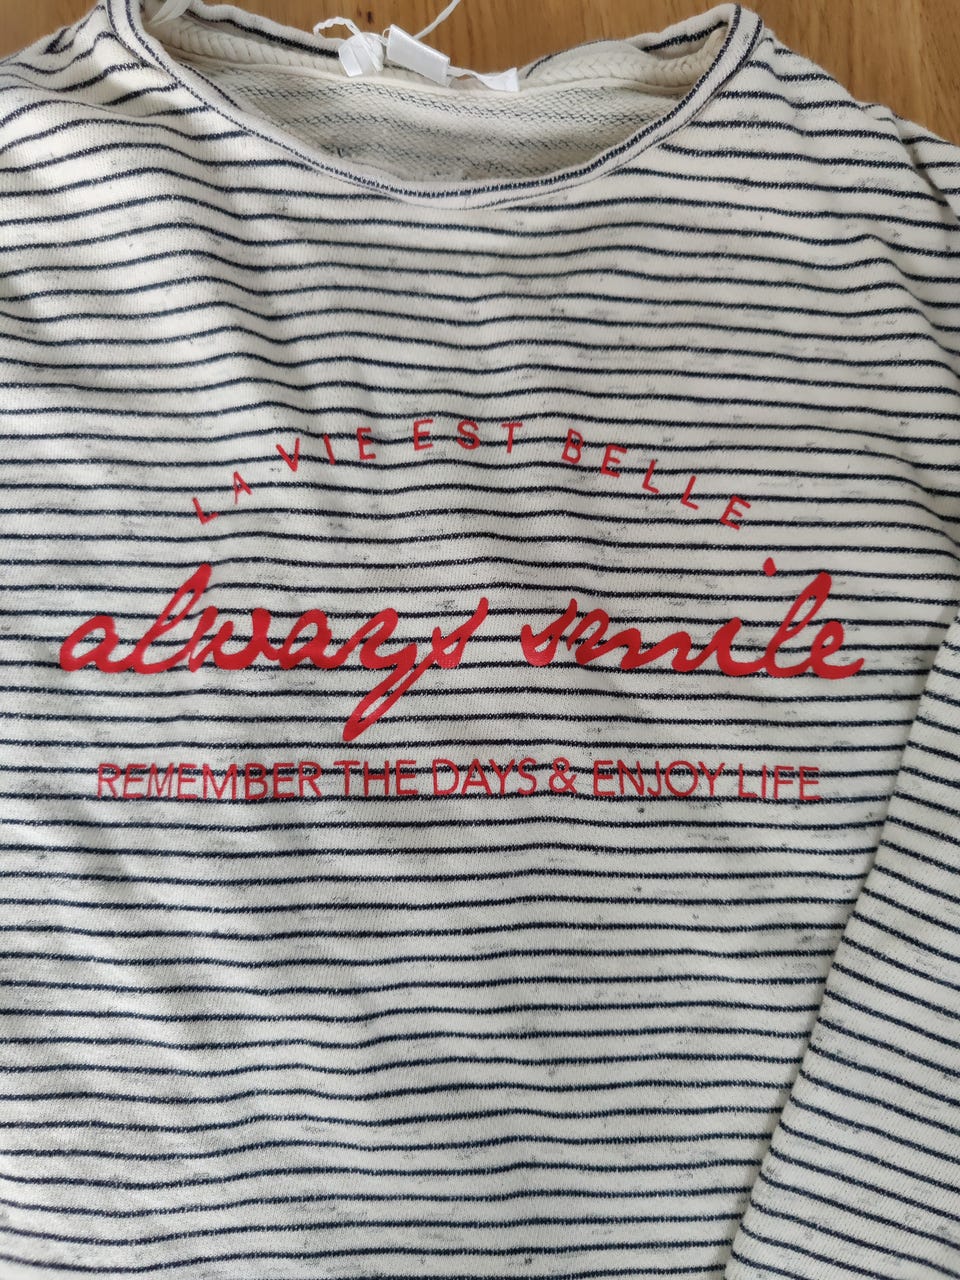 LA VIE EST BELLE
always smile
REMEMBER THE DAYS & ENJOY LIFE